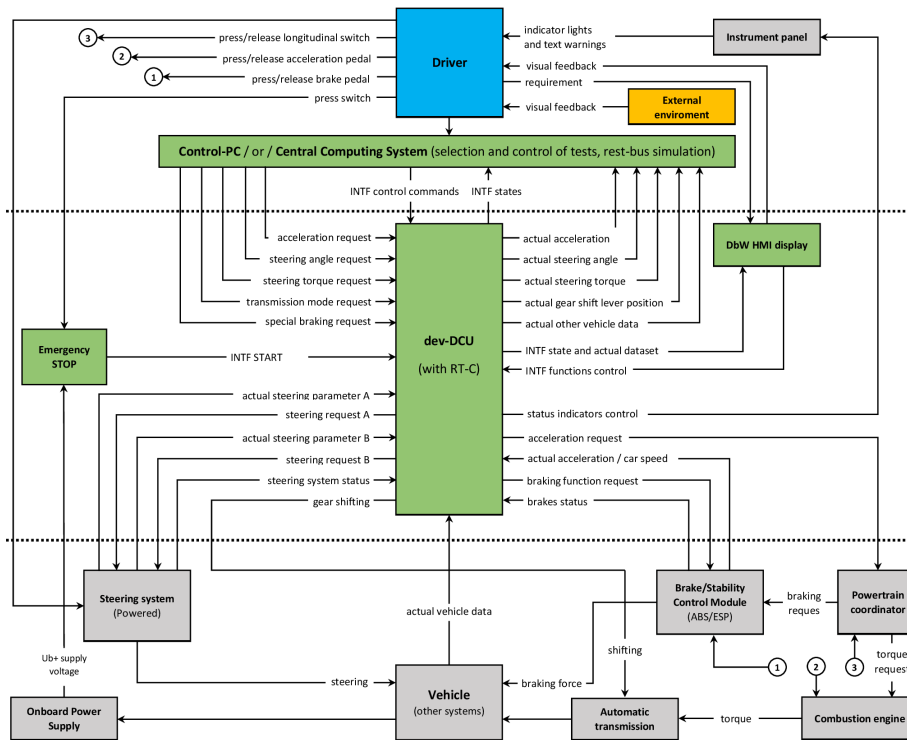 3
press/release longitudinal switch
2
press/release acceleration pedal
1
press/release brake pedal
press switch
Driver
indicator lights
and text warnings
Instrument panel
visual feedback
requirement
visual feedback
External
enviroment
Control-PC / or / Central Computing System (selection and control of tests, rest-bus simulation)
INTF control commands
INTF states
acceleration request
steering angle request
steering torque request
transmission mode request
special braking request
actual acceleration
actual steering angle
actual steering torque
actual gear shift lever position
actual other vehicle data
DbW HMI display
Emergency
STOP
INTF START
dev-DCU
(with RT-C)
INTF state and actual dataset
INTF functions control
actual steering parameter A
steering request A
actual steering parameter B
steering request B
steering system status
gear shifting
status indicators control
acceleration request
actual acceleration / car speed
braking function request
brakes status
Steering system
(Powered)
actual vehicle data
Brake/Stability
Control Module
(ABS/ESP)
braking
reques
Powertrain
coordinator
Ub+ supply
voltage
shifting
1
2
3
torque
request
steering
Vehicle
(other systems)
braking force
Onboard Power
Supply
Automatic
transmission
torque
Combustion engine